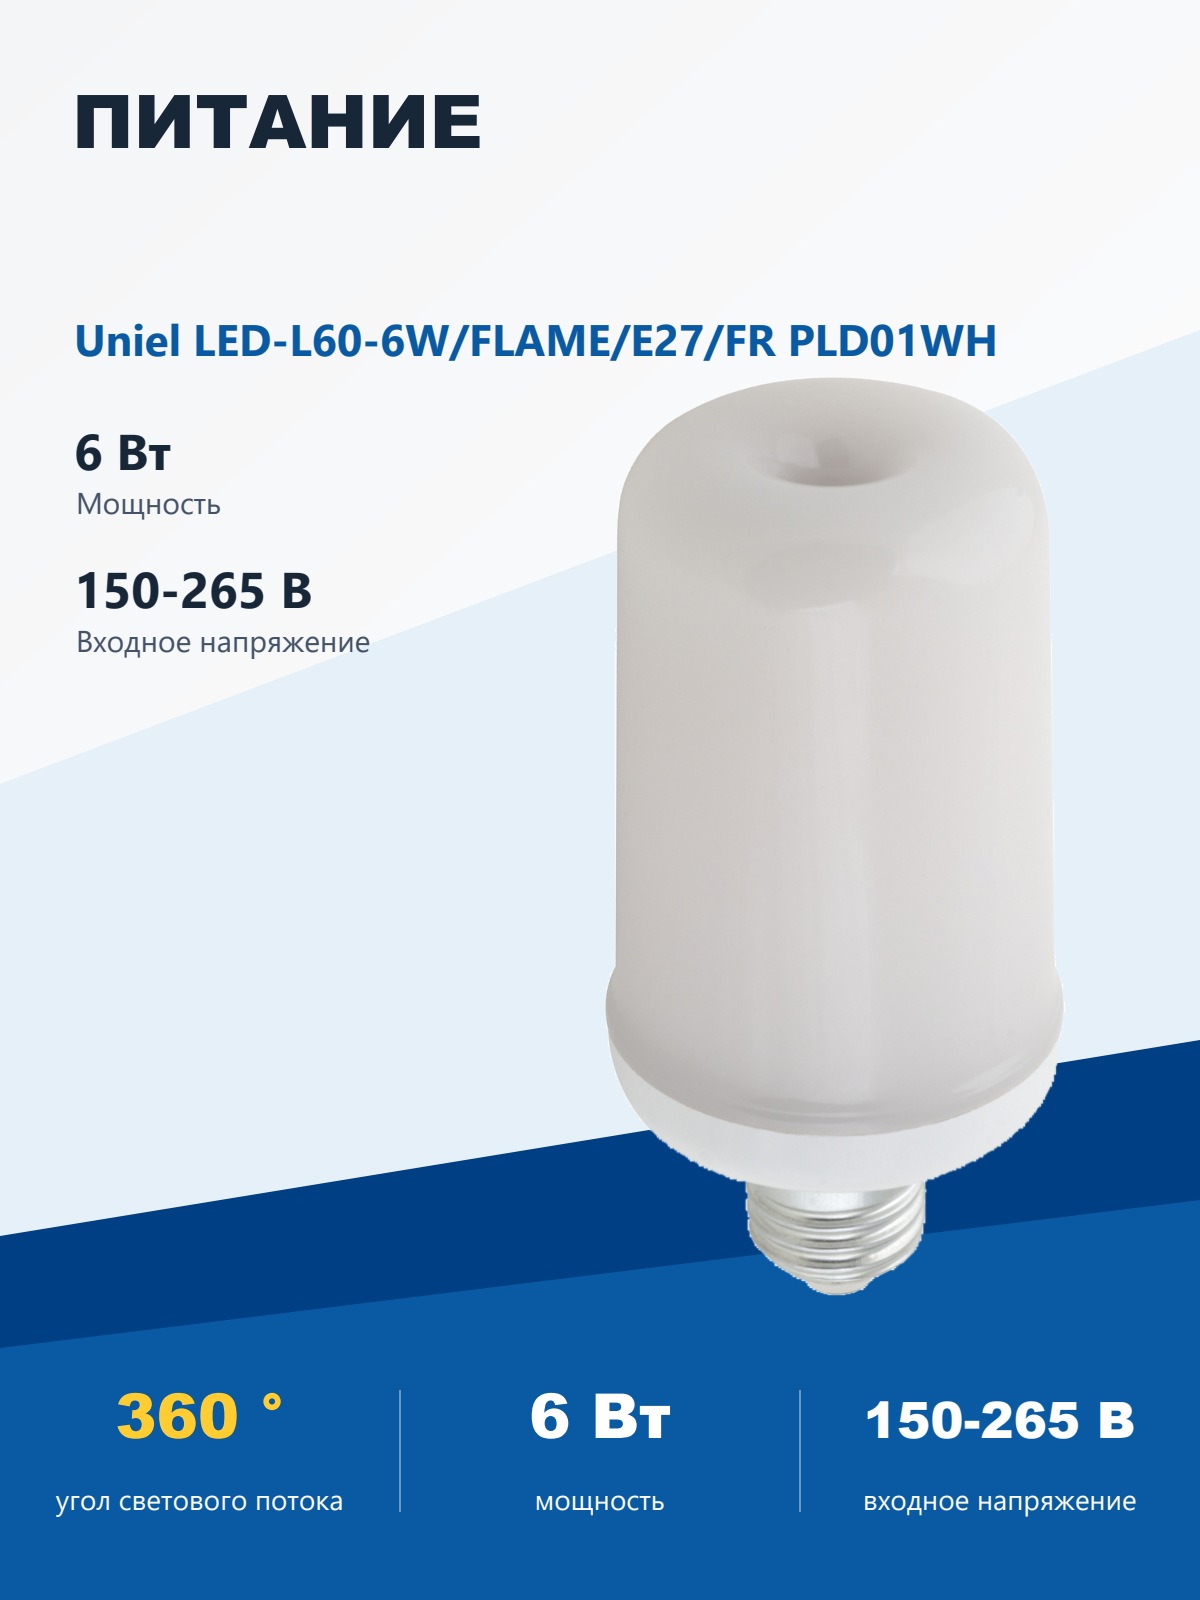 ПИТАНИЕ
Uniel LED-L60-6W/FLAME/E27/FR PLD01WH
6 Вт
Мощность
150-265 В
Входное напряжение
360 °
угол светового потока
6 Вт
мощность
150-265 В
входное напряжение